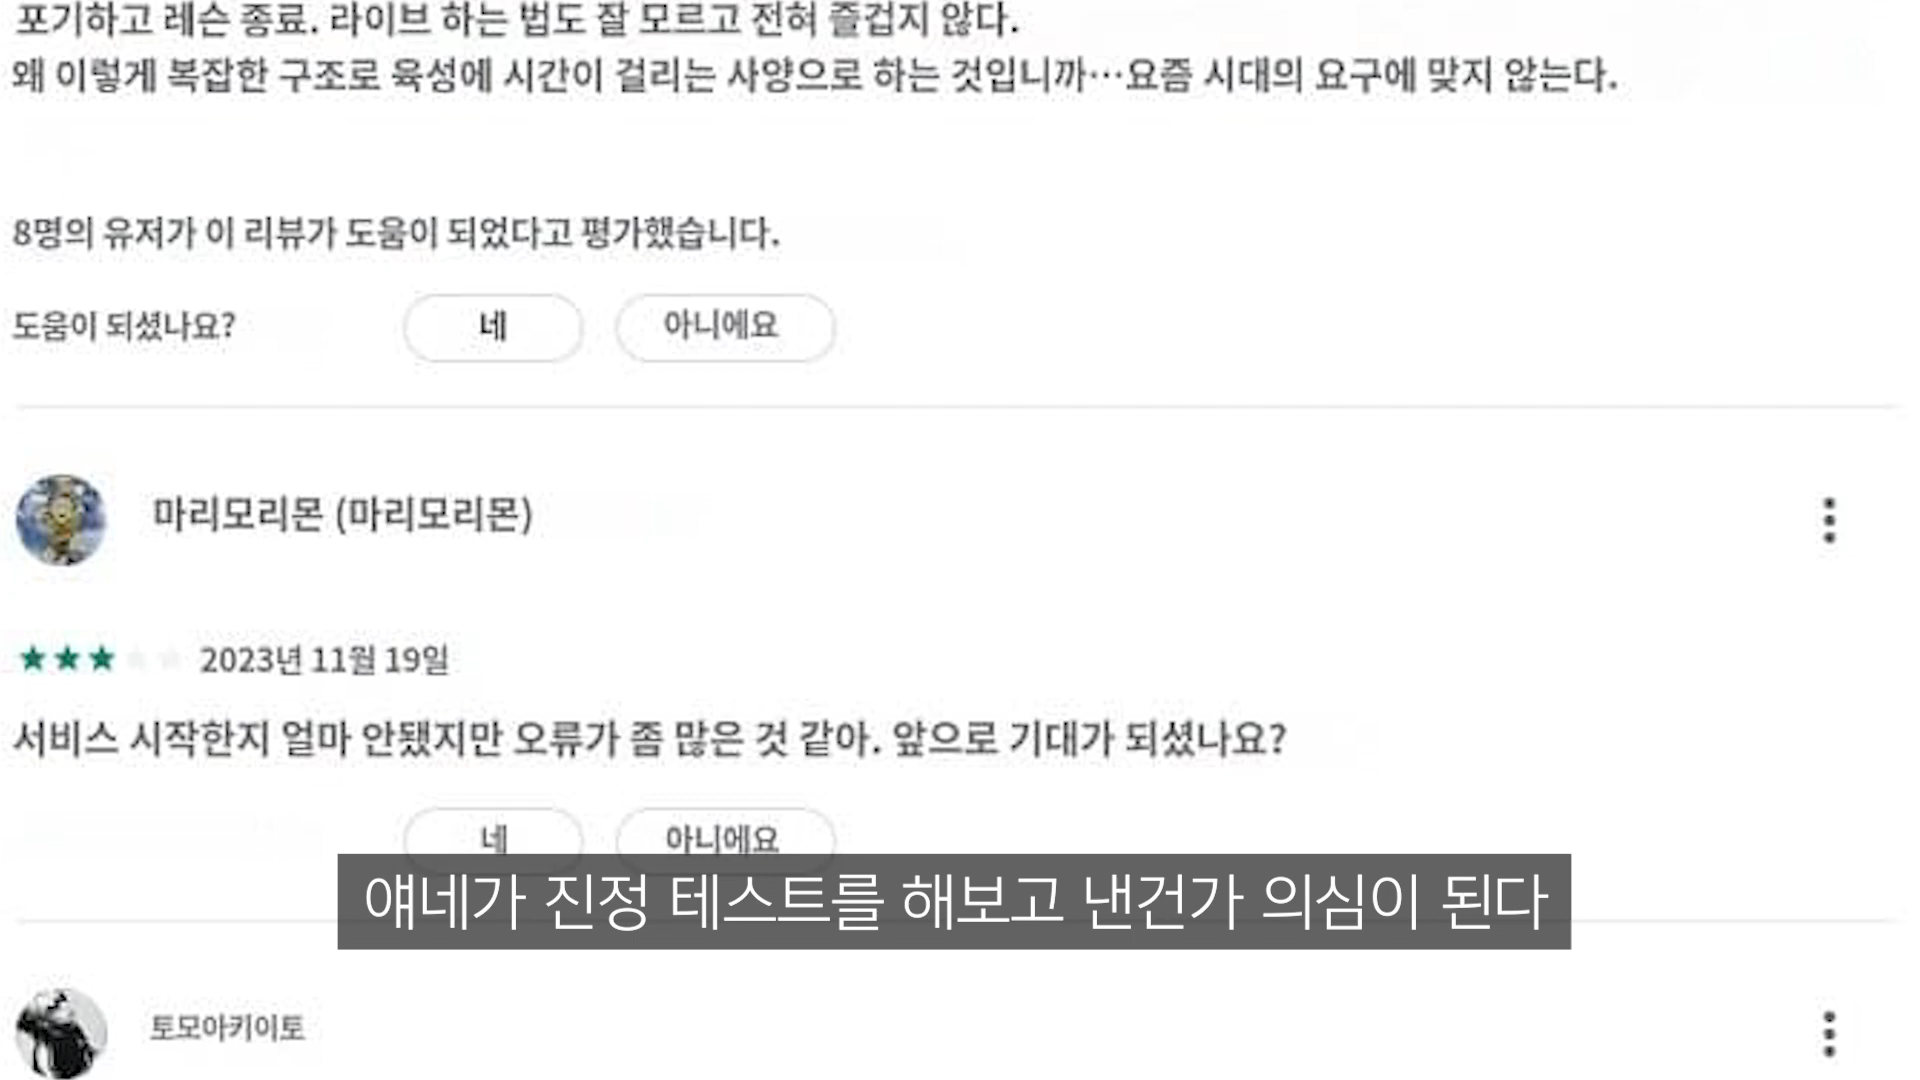 포기하고 레슨 종료. 라이브 하는 법도 잘 모르고 전혀 즐겁지 않다.
왜 이렇게 복잡한 구조로 육성에 시간이 걸리는 사양으로 하는 것입니까…요즘 시대의 요구에 맞지 않는다.
8명의 유저가 이 리뷰가 도움이 되었다고 평가했습니다.
도움이 되셨나요? 네 아니에요
마리모리몬 (마리모리몬)
2023년 11월 19일
서비스 시작한지 얼마 안됐지만 오류가 좀 많은 것 같아. 앞으로 기대가 되셨나요?
네 아니에요
얘네가 진정 테스트를 해보고 낸건가 의심이 된다
토모아키이토